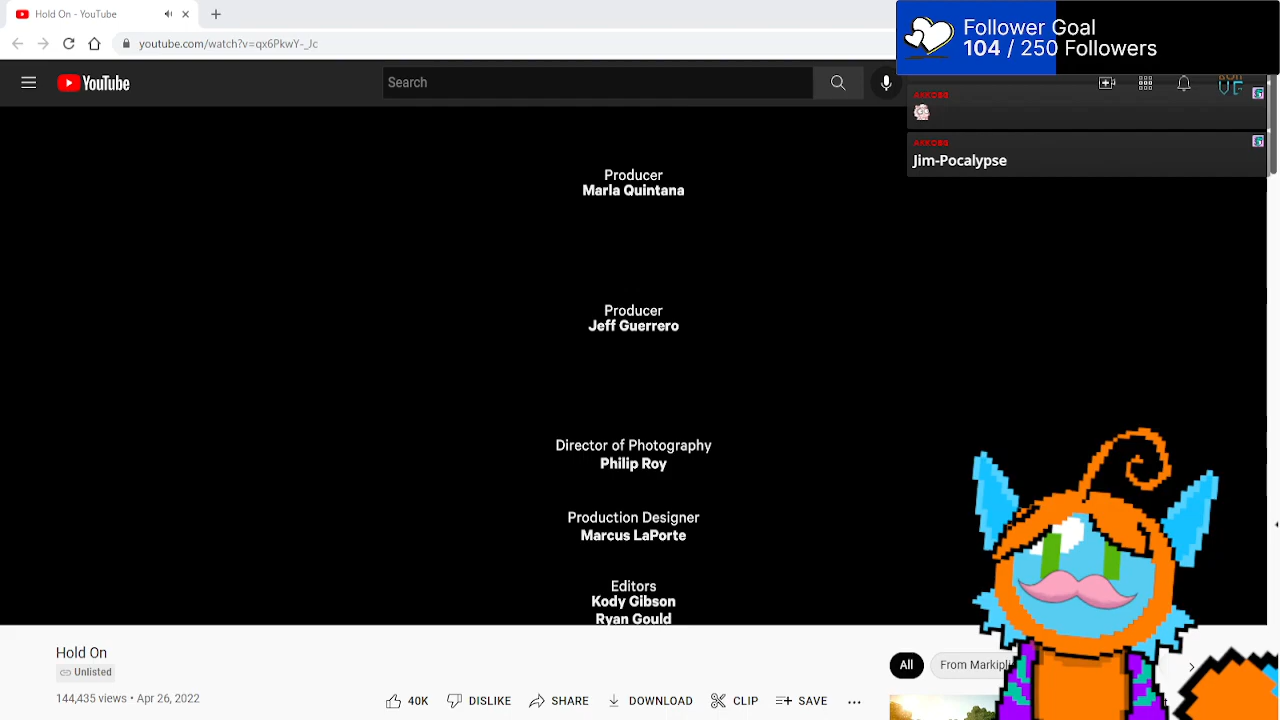 Hold On - YouTube
youtube.com/watch?v=qx6PkwY-_Jc
Follower Goal
104 / 250 Followers
YouTube
Search
Jim-Pocalypse
Producer
Marla Quintana
Producer
Jeff Guerrero
Director of Photography
Philip Roy
Production Designer
Marcus LaPorte
Editors
Kody Gibson
Ryan Gould
Hold On
Unlisted
144,435 views • Apr 26, 2022
40K
DISLIKE
SHARE
DOWNLOAD
CLIP
SAVE
All
From Markipli